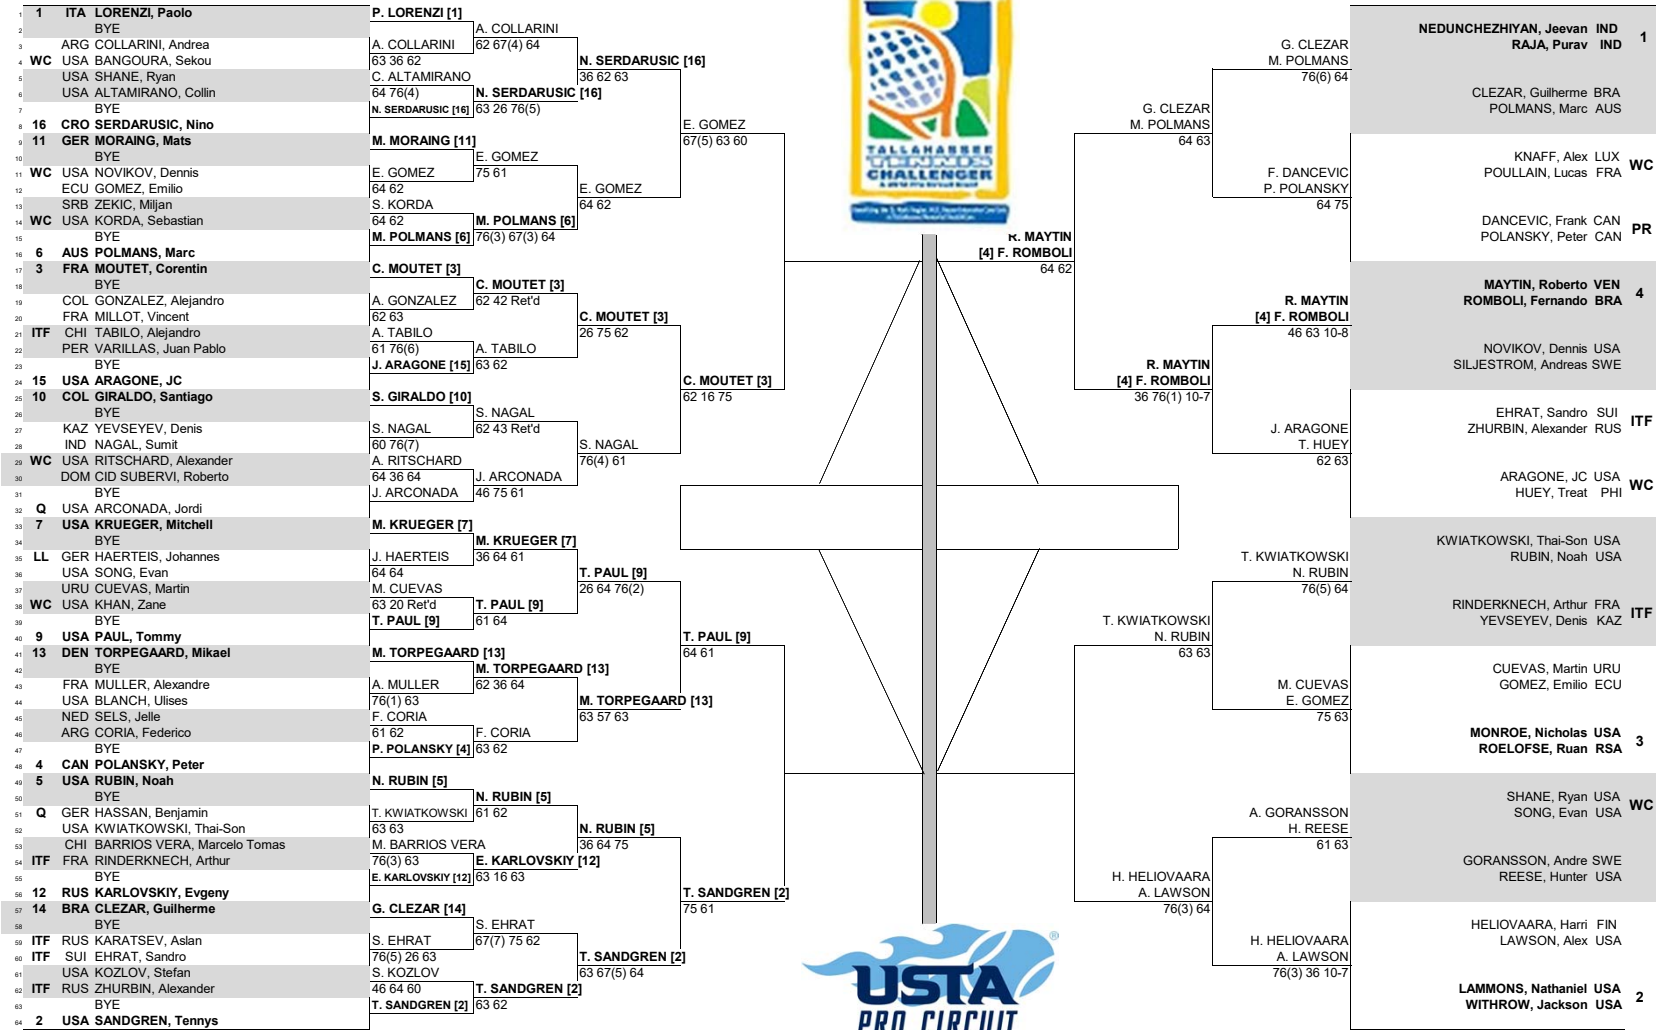 1 1 ITA LORENZI, Paolo
2 BYE
3 ARG COLLARINI, Andrea
4 WC USA BANGOURA, Sekou
5 USA SHANE, Ryan
6 USA ALTAMIRANO, Collin
7 BYE
8 16 CRO SERDARUSIC, Nino
9 11 GER MORAING, Mats
10 BYE
11 WC USA NOVIKOV, Dennis
12 ECU GOMEZ, Emilio
13 SRB ZEKIC, Miljan
14 WC USA KORDA, Sebastian
15 BYE
16 6 AUS POLMANS, Marc
17 3 FRA MOUTET, Corentin
18 BYE
19 COL GONZALEZ, Alejandro
20 FRA MILLOT, Vincent
21 ITF CHI TABILO, Alejandro
22 PER VARILLAS, Juan Pablo
23 BYE
24 15 USA ARAGONE, JC
25 10 COL GIRALDO, Santiago
26 BYE
27 KAZ YEVSEYEV, Denis
28 IND NAGAL, Sumit
29 WC USA RITSCHARD, Alexander
30 DOM CID SUBERVI, Roberto
31 BYE
32 Q USA ARCONADA, Jordi
33 7 USA KRUEGER, Mitchell
34 BYE
35 LL GER HAERTEIS, Johannes
36 USA SONG, Evan
37 URU CUEVAS, Martin
38 WC USA KHAN, Zane
39 BYE
40 9 USA PAUL, Tommy
41 13 DEN TORPEGAARD, Mikael
42 BYE
43 FRA MULLER, Alexandre
44 USA BLANCH, Ulises
45 NED SELS, Jelle
46 ARG CORIA, Federico
47 BYE
48 4 CAN POLANSKY, Peter
49 5 USA RUBIN, Noah
50 BYE
51 Q GER HASSAN, Benjamin
52 USA KWIATKOWSKI, Thai-Son
53 CHI BARRIOS VERA, Marcelo Tomas
54 ITF FRA RINDERKNECH, Arthur
55 BYE
56 12 RUS KARLOVSKIY, Evgeny
57 14 BRA CLEZAR, Guilherme
58 BYE
59 ITF RUS KARATSEV, Aslan
60 ITF SUI EHRAT, Sandro
61 USA KOZLOV, Stefan
62 ITF RUS ZHURBIN, Alexander
63 BYE
64 2 USA SANDGREN, Tennys
P. LORENZI [1]
A. COLLARINI
63 36 62
C. ALTAMIRANO
64 76(4)
N. SERDARUSIC [16]
M. MORAING [11]
E. GOMEZ
64 62
S. KORDA
64 62
M. POLMANS [6]
C. MOUTET [3]
A. GONZALEZ
62 63
A. TABILO
61 76(6)
J. ARAGONE [15]
S. GIRALDO [10]
S. NAGAL
60 76(7)
A. RITSCHARD
64 36 64
J. ARCONADA
M. KRUEGER [7]
J. HAERTEIS
64 64
M. CUEVAS
63 20 Ret'd
T. PAUL [9]
M. TORPEGAARD [13]
A. MULLER
76(1) 63
F. CORIA
61 62
P. POLANSKY [4]
N. RUBIN [5]
T. KWIATKOWSKI
63 63
M. BARRIOS VERA
76(3) 63
E. KARLOVSKIY [12]
G. CLEZAR [14]
S. EHRAT
76(5) 26 63
S. KOZLOV
46 64 60
T. SANDGREN [2]
A. COLLARINI
62 67(4) 64
N. SERDARUSIC [16]
63 26 76(5)
E. GOMEZ
75 61
M. POLMANS [6]
76(3) 67(3) 64
C. MOUTET [3]
62 42 Ret'd
A. TABILO
63 62
S. NAGAL
62 43 Ret'd
J. ARCONADA
46 75 61
M. KRUEGER [7]
36 64 61
T. PAUL [9]
61 64
M. TORPEGAARD [13]
62 36 64
F. CORIA
63 62
N. RUBIN [5]
61 62
E. KARLOVSKIY [12]
63 16 63
S. EHRAT
67(7) 75 62
T. SANDGREN [2]
63 62
N. SERDARUSIC [16]
36 62 63
E. GOMEZ
64 62
C. MOUTET [3]
26 75 62
S. NAGAL
76(4) 61
T. PAUL [9]
26 64 76(2)
M. TORPEGAARD [13]
63 57 63
N. RUBIN [5]
36 64 75
T. SANDGREN [2]
63 67(5) 64
E. GOMEZ
67(5) 63 60
C. MOUTET [3]
62 16 75
T. PAUL [9]
64 61
T. SANDGREN [2]
75 61
TALLAHASSEE
TENNIS
CHALLENGER
USTA
PRO CIRCUIT
®
R. MAYTIN
[4] F. ROMBOLI
64 62
G. CLEZAR
M. POLMANS
64 63
R. MAYTIN
[4] F. ROMBOLI
36 76(1) 10-7
T. KWIATKOWSKI
N. RUBIN
63 63
H. HELIOVAARA
A. LAWSON
76(3) 64
G. CLEZAR
M. POLMANS
76(6) 64
F. DANCEVIC
P. POLANSKY
64 75
R. MAYTIN
[4] F. ROMBOLI
46 63 10-8
J. ARAGONE
T. HUEY
62 63
T. KWIATKOWSKI
N. RUBIN
76(5) 64
M. CUEVAS
E. GOMEZ
75 63
A. GORANSSON
H. REESE
61 63
H. HELIOVAARA
A. LAWSON
76(3) 36 10-7
NEDUNCHEZHIYAN, Jeevan IND
RAJA, Purav IND
1
CLEZAR, Guilherme BRA
POLMANS, Marc AUS
KNAFF, Alex LUX
POULLAIN, Lucas FRA
WC
DANCEVIC, Frank CAN
POLANSKY, Peter CAN
PR
MAYTIN, Roberto VEN
ROMBOLI, Fernando BRA
4
NOVIKOV, Dennis USA
SILJESTROM, Andreas SWE
EHRAT, Sandro SUI
ZHURBIN, Alexander RUS
ITF
ARAGONE, JC USA
HUEY, Treat PHI
WC
KWIATKOWSKI, Thai-Son USA
RUBIN, Noah USA
RINDERKNECH, Arthur FRA
YEVSEYEV, Denis KAZ
ITF
CUEVAS, Martin URU
GOMEZ, Emilio ECU
MONROE, Nicholas USA
ROELOFSE, Ruan RSA
3
SHANE, Ryan USA
SONG, Evan USA
WC
GORANSSON, Andre SWE
REESE, Hunter USA
HELIOVAARA, Harri FIN
LAWSON, Alex USA
LAMMONS, Nathaniel USA
WITHROW, Jackson USA
2